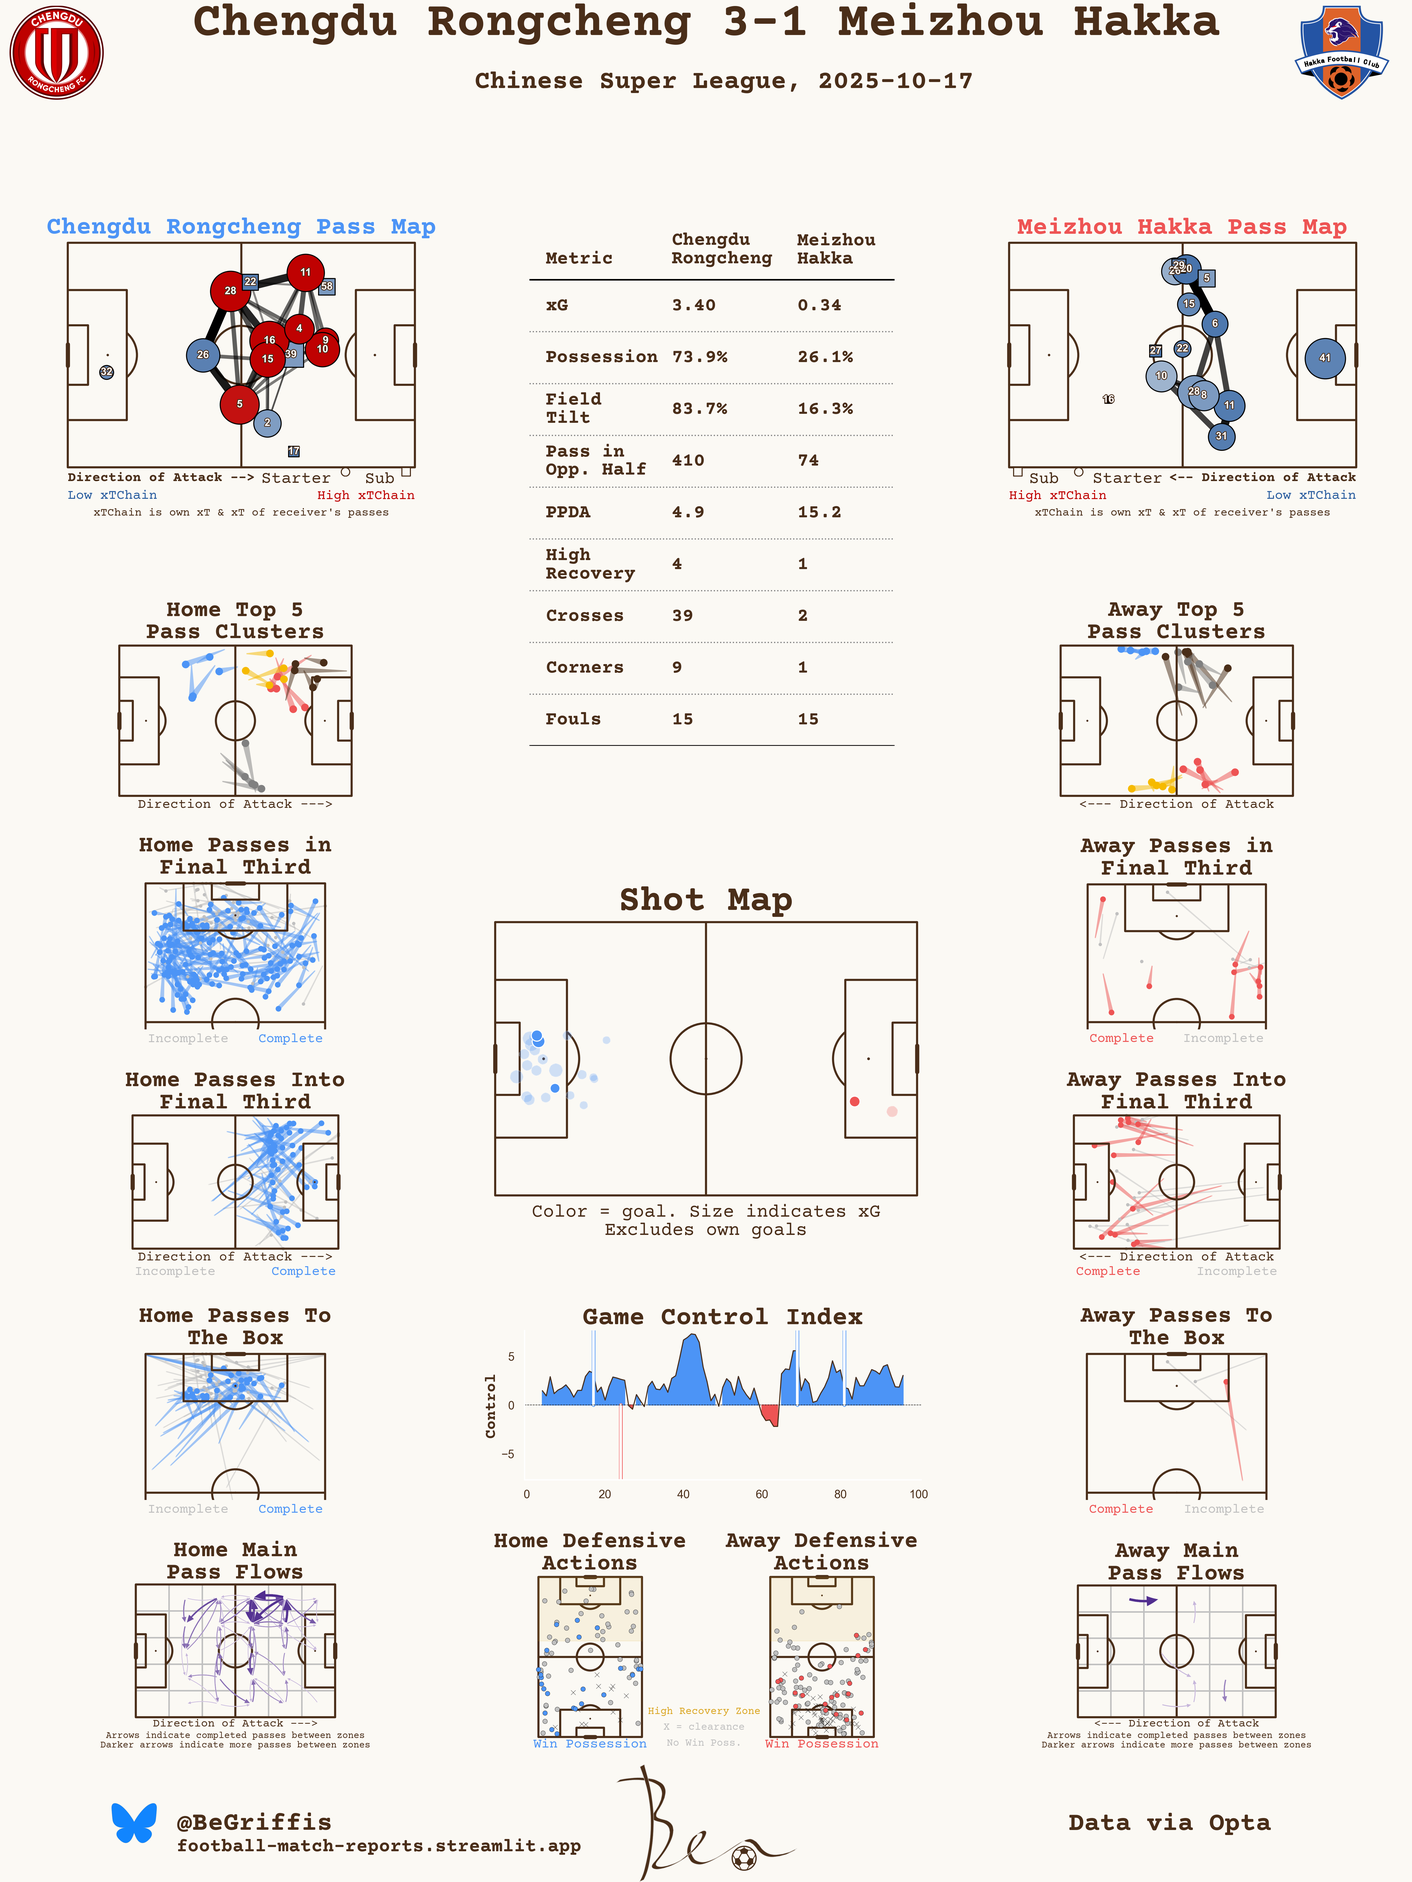 Chengdu Rongcheng 3-1 Meizhou Hakka
Chinese Super League, 2025-10-17
CHENGDU
RONGCHENG FC
Hakka Football Club
Chengdu Rongcheng Pass Map
11
22
58
28
4
16
9
10
15
39
26
32
5
2
17
Direction of Attack --> Starter Sub
Low xTChain High xTChain
xTChain is own xT & xT of receiver's passes
Metric Chengdu Rongcheng Meizhou Hakka
xG 3.40 0.34
Possession 73.9% 26.1%
Field Tilt 83.7% 16.3%
Pass in Opp. Half 410 74
PPDA 4.9 15.2
High Recovery 4 1
Crosses 39 2
Corners 9 1
Fouls 15 15
Meizhou Hakka Pass Map
29
26
20
5
15
6
27
22
41
10
28
8
16
11
31
Sub Starter <-- Direction of Attack
High xTChain Low xTChain
xTChain is own xT & xT of receiver's passes
Home Top 5
Pass Clusters
Direction of Attack --->
Away Top 5
Pass Clusters
<--- Direction of Attack
Home Passes in
Final Third
Incomplete Complete
Away Passes in
Final Third
Complete Incomplete
Shot Map
Color = goal. Size indicates xG
Excludes own goals
Home Passes Into
Final Third
Direction of Attack --->
Incomplete Complete
Away Passes Into
Final Third
<--- Direction of Attack
Complete Incomplete
Home Passes To
The Box
Incomplete Complete
Game Control Index
Control
5
0
−5
0 20 40 60 80 100
Away Passes To
The Box
Complete Incomplete
Home Main
Pass Flows
Direction of Attack --->
Arrows indicate completed passes between zones
Darker arrows indicate more passes between zones
Home Defensive
Actions
Win Possession
High Recovery Zone
X = clearance
No Win Poss.
Away Defensive
Actions
Win Possession
Away Main
Pass Flows
<--- Direction of Attack
Arrows indicate completed passes between zones
Darker arrows indicate more passes between zones
@BeGriffis
football-match-reports.streamlit.app
Ben
Data via Opta